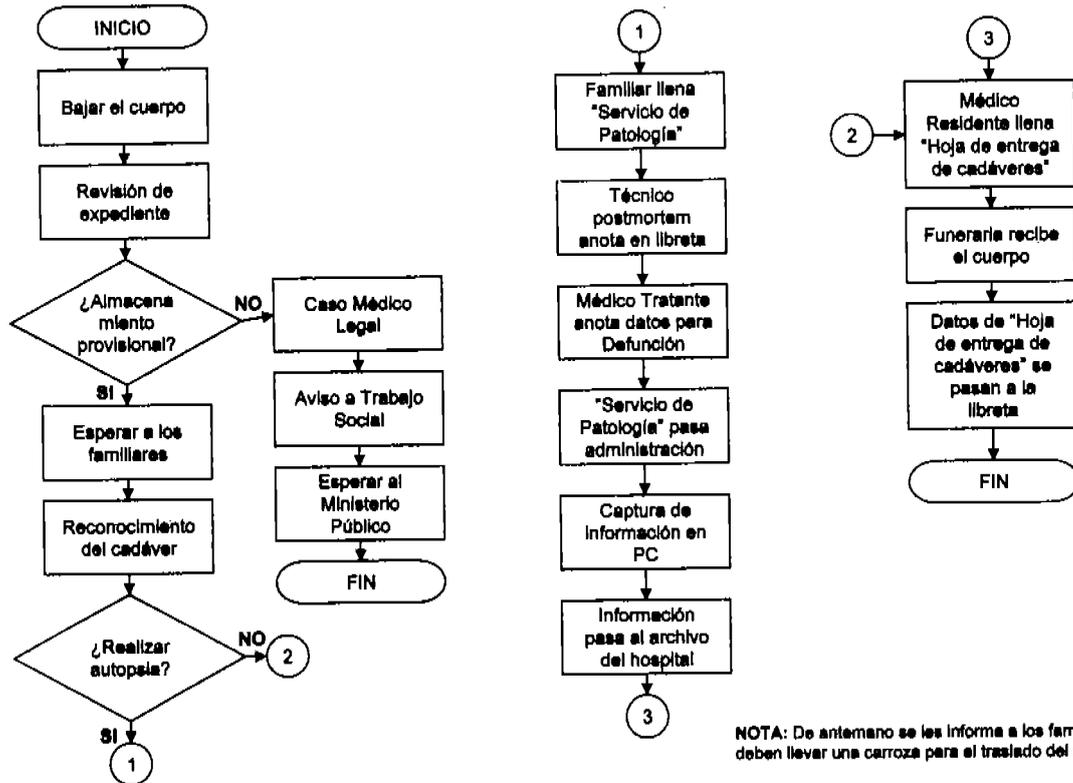 INICIO
Bajar el cuerpo
Revisión de
expediente
¿Almacena
miento
provisional?
NO
SI
Caso Médico
Legal
Aviso a Trabajo
Social
Esperar al
Ministerio
Público
FIN
Esperar a los
familiares
Reconocimiento
del cadáver
¿Realizar
autopsia?
NO
2
SI
1
1
Familiar llena
"Servicio de
Patología"
Técnico
postmortem
anota en libreta
Médico Tratante
anota datos para
Defunción
"Servicio de
Patología" pasa
administración
Captura de
Información en
PC
Información
pasa al archivo
del hospital
3
3
2
Médico
Residente llena
"Hoja de entrega
de cadáveres"
Funeraria recibe
el cuerpo
Datos de "Hoja
de entrega de
cadáveres" se
pasan a la
libreta
FIN
NOTA: De antemano se les informa a los
deben llevar una carroza para el traslado del